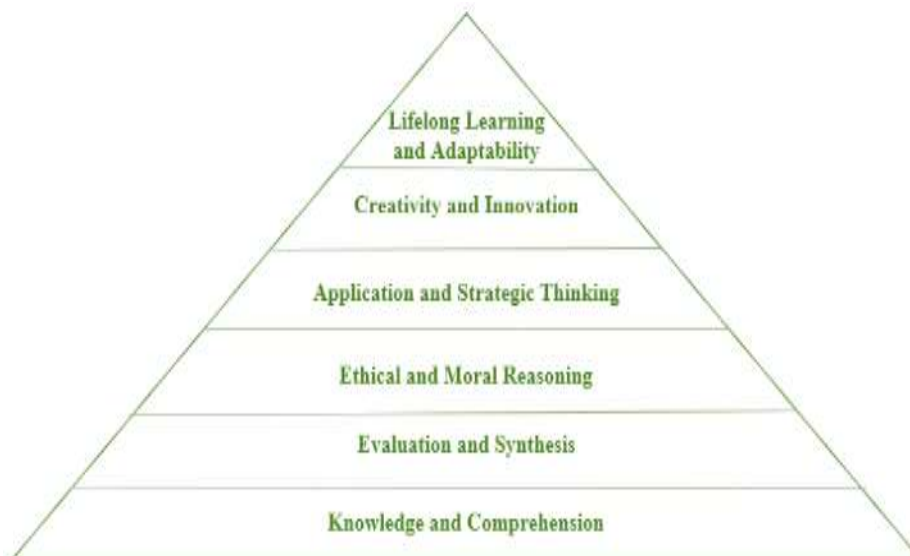 Lifelong Learning
and Adaptability
Creativity and Innovation
Application and Strategic Thinking
Ethical and Moral Reasoning
Evaluation and Synthesis
Knowledge and Comprehension